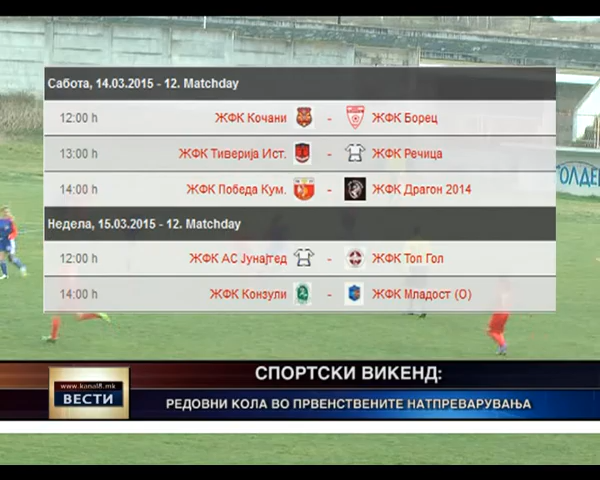 Сабота, 14.03.2015 - 12. Matchday
12:00 h ЖФК Кочани - ЖФК Борец
13:00 h ЖФК Тиверија Ист. - ЖФК Речица
14:00 h ЖФК Победа Кум. - ЖФК Драгон 2014
Недела, 15.03.2015 - 12. Matchday
12:00 h ЖФК АС Јунајтед - ЖФК Топ Гол
14:00 h ЖФК Конзули - ЖФК Младост (О)
ГОЛДЕ
СПОРТСКИ ВИКЕНД:
www.kanal8.mk
ВЕСТИ
РЕДОВНИ КОЛА ВО ПРВЕНСТВЕНИТЕ НАТПРЕВАРУВАЊА